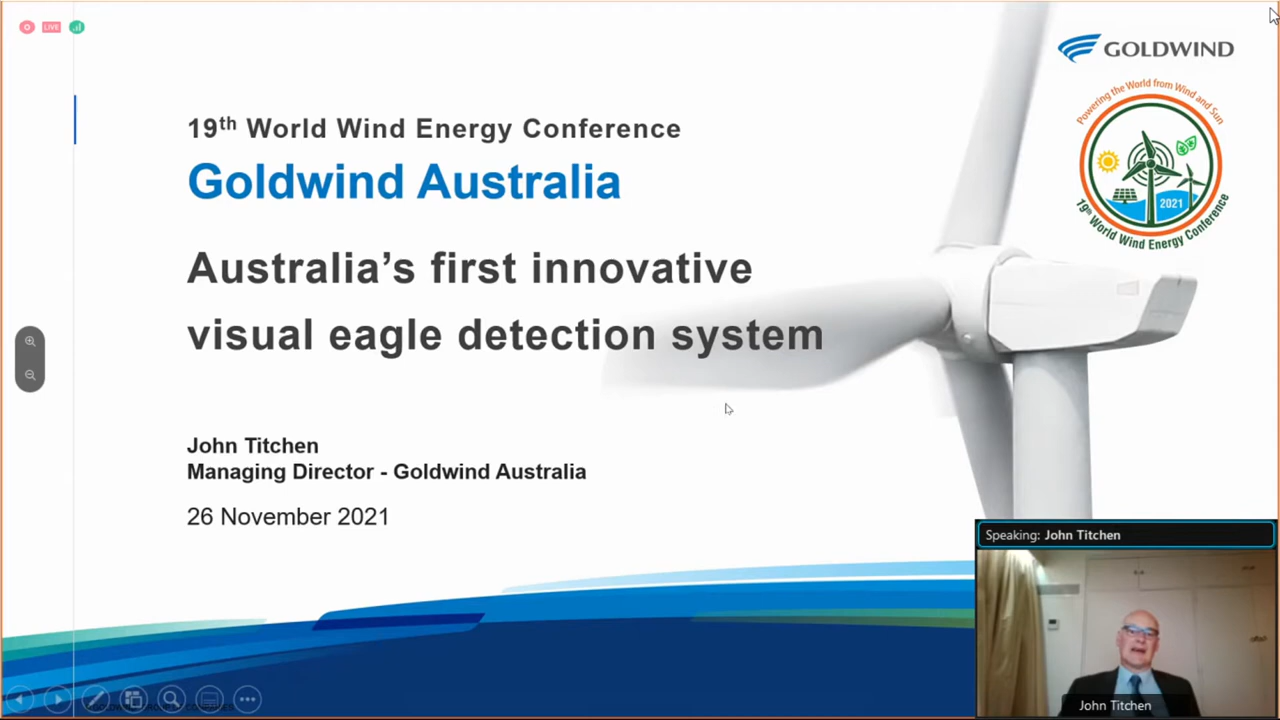 LIVE
GOLDWIND
Powering the World from Wind and Sun
2021
19th World Wind Energy Conference
19th World Wind Energy Conference
Goldwind Australia
Australia’s first innovative
visual eagle detection system
John Titchen
Managing Director - Goldwind Australia
26 November 2021
Speaking: John Titchen
John Titchen